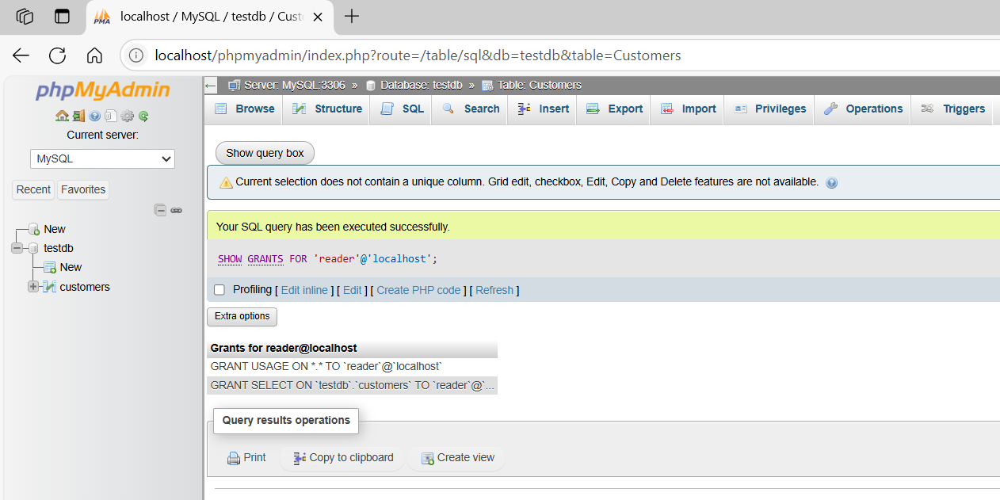 localhost / MySQL / testdb / Cust
localhost/phpmyadmin/index.php?route=/table/sql&db=testdb&table=Customers
phpMyAdmin
Current server:
MySQL
Recent Favorites
New
testdb
New
customers
Server: MySQL:3306 » Database: testdb » Table: Customers
Browse Structure SQL Search Insert Export Import Privileges Operations Triggers
Show query box
Current selection does not contain a unique column. Grid edit, checkbox, Edit, Copy and Delete features are not available.
Your SQL query has been executed successfully.
SHOW GRANTS FOR 'reader'@'localhost';
Profiling [ Edit inline ] [ Edit ] [ Create PHP code ] [ Refresh ]
Extra options
Grants for reader@localhost
GRANT USAGE ON *.* TO `reader`@`localhost`
GRANT SELECT ON `testdb`.`customers` TO `reader`@`...
Query results operations
Print Copy to clipboard Create view